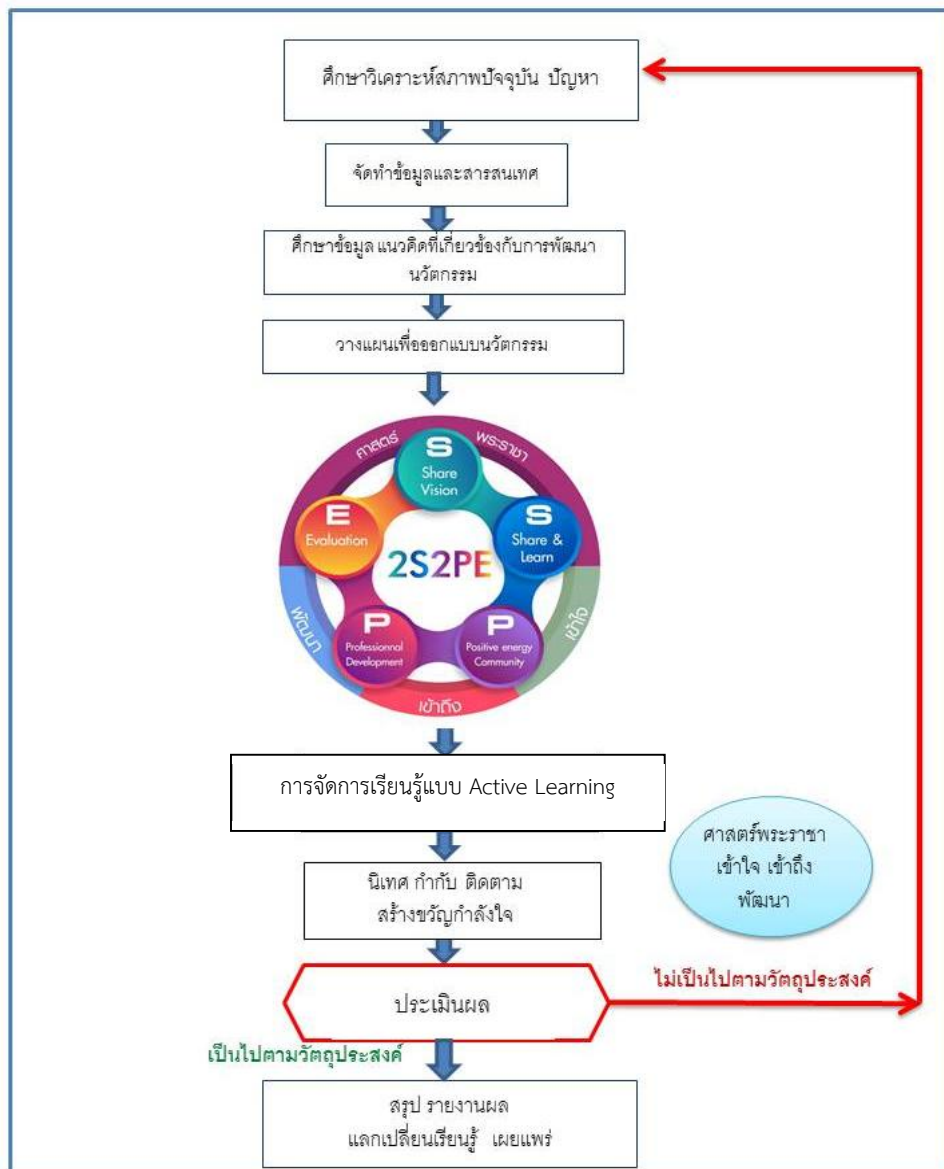 ศึกษาวิเคราะห์สภาพปัจจุบัน ปัญหา
จัดทำข้อมูลและสารสนเทศ
ศึกษาข้อมูล แนวคิดที่เกี่ยวข้องกับการพัฒนา
นวัตกรรม
วางแผนเพื่อออกแบบนวัตกรรม
ศาสตร์
พระราชา
S
Share
Vision
E
Evaluation
S
Share &
Learn
2S2PE
พัฒนา
เข้าใจ
P
Professionnal
Development
P
Positive energy
Community
เข้าถึง
การจัดการเรียนรู้แบบ Active Learning
ศาสตร์พระราชา
เข้าใจ เข้าถึง
พัฒนา
นิเทศ กำกับ ติดตาม
สร้างขวัญกำลังใจ
ไม่เป็นไปตามวัตถุประสงค์
ประเมินผล
เป็นไปตามวัตถุประสงค์
สรุป รายงานผล
แลกเปลี่ยนเรียนรู้ เผยแพร่